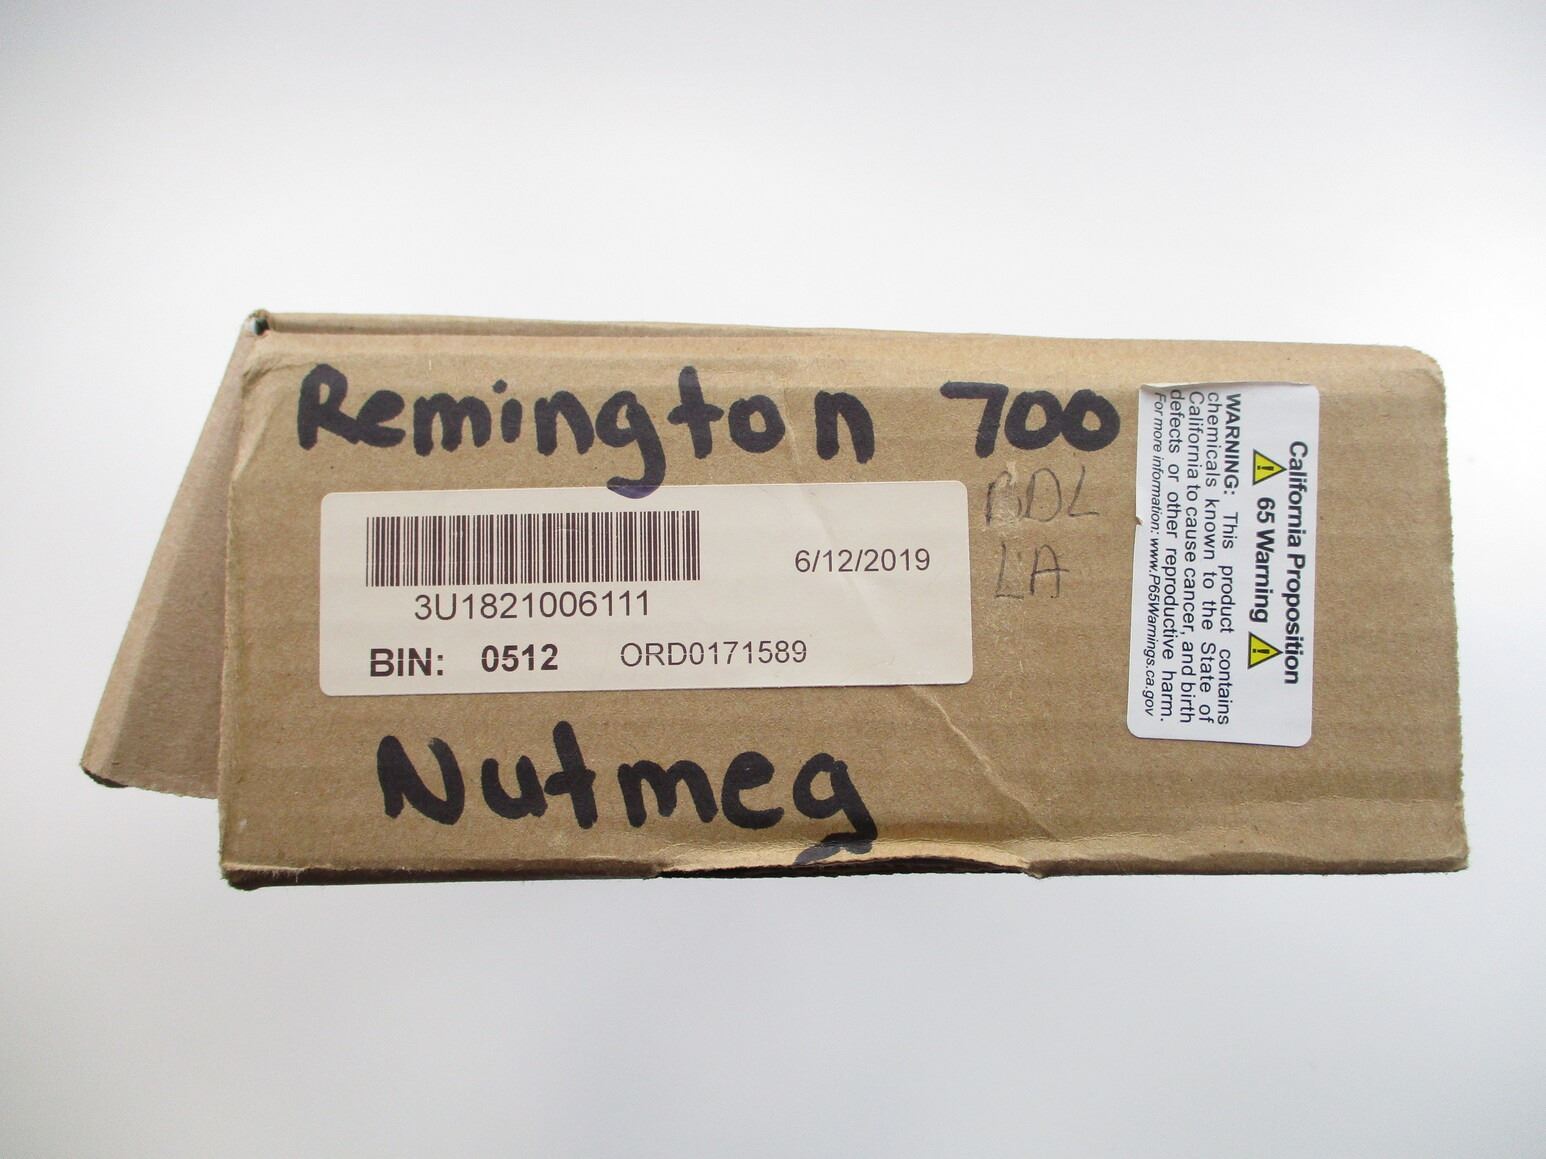 Remington 700
BDL
LA
6/12/2019
3U1821006111
BIN: 0512 ORD0171589
Nutmeg
California Proposition
65 Warning
WARNING: This product contains
chemicals known to the State of
California to cause cancer, and birth
defects or other reproductive harm.
For more information: www.P65Warnings.ca.gov